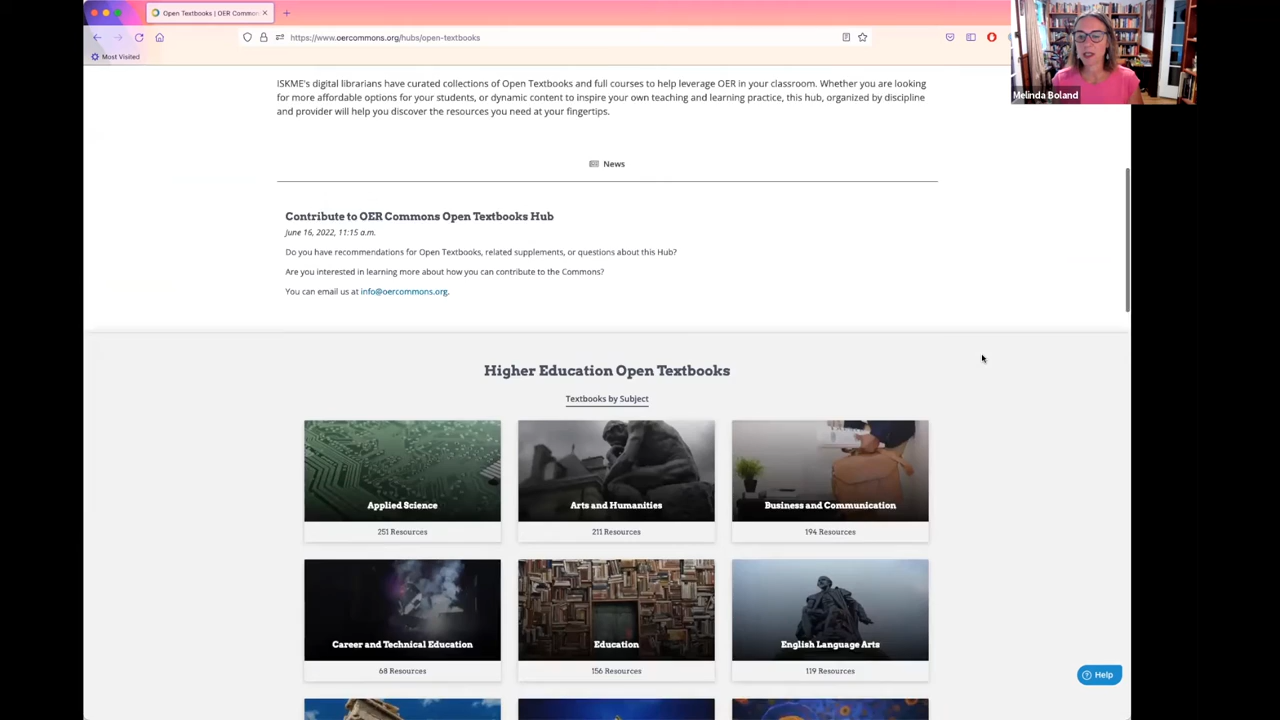 Open Textbooks | OER Common
https://www.oercommons.org/hubs/open-textbooks
Most Visited
Melinda Boland
ISKME's digital librarians have curated collections of Open Textbooks and full courses to help leverage OER in your classroom. Whether you are looking
for more affordable options for your students, or dynamic content to inspire your own teaching and learning practice, this hub, organized by discipline
and provider will help you discover the resources you need at your fingertips.
News
Contribute to OER Commons Open Textbooks Hub
June 16, 2022, 11:15 a.m.
Do you have recommendations for Open Textbooks, related supplements, or questions about this Hub?
Are you interested in learning more about how you can contribute to the Commons?
You can email us at info@oercommons.org.
Higher Education Open Textbooks
Textbooks by Subject
Applied Science
251 Resources
Arts and Humanities
211 Resources
Business and Communication
194 Resources
Career and Technical Education
68 Resources
Education
156 Resources
English Language Arts
119 Resources
Help